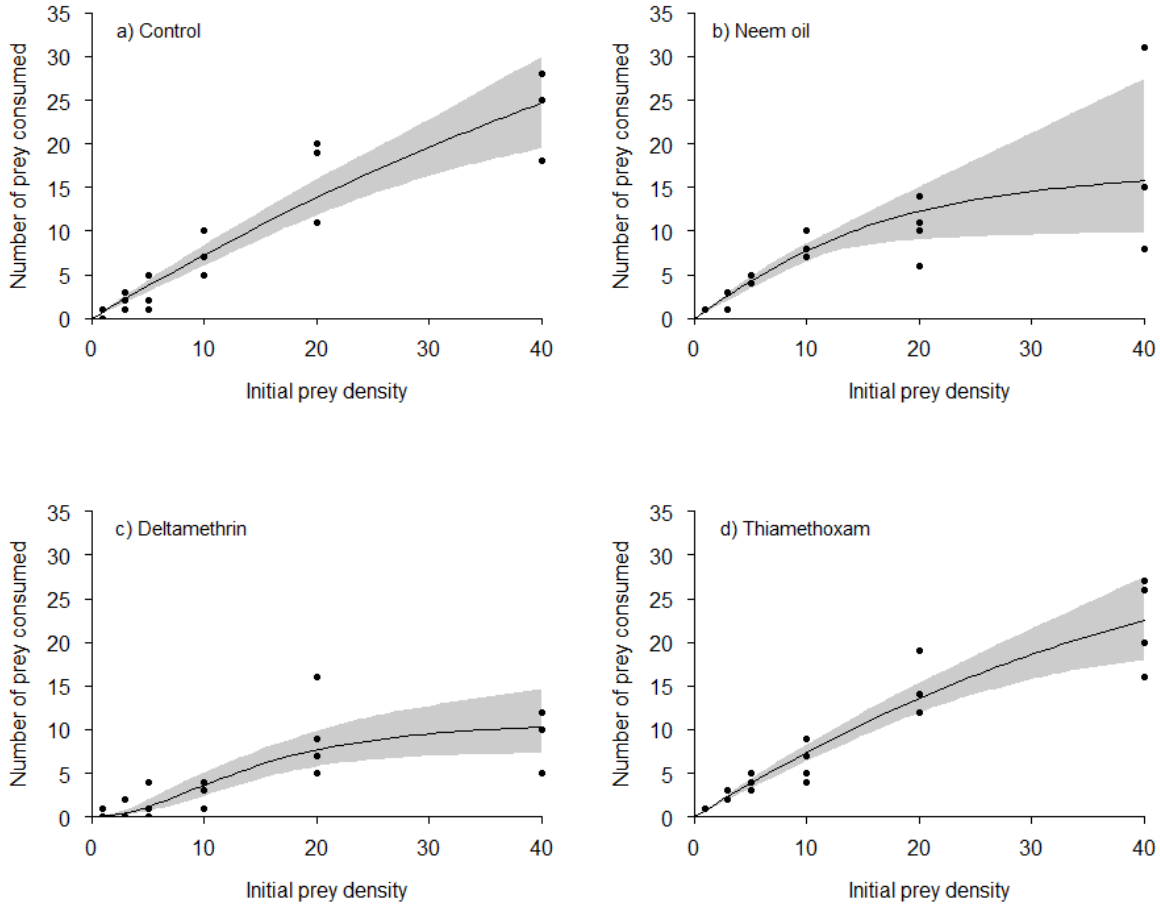 a) Control
Number of prey consumed
35
30
25
20
15
10
5
0
0 10 20 30 40
Initial prey density
b) Neem oil
Number of prey consumed
35
30
25
20
15
10
5
0
0 10 20 30 40
Initial prey density
c) Deltamethrin
Number of prey consumed
35
30
25
20
15
10
5
0
0 10 20 30 40
Initial prey density
d) Thiamethoxam
Number of prey consumed
35
30
25
20
15
10
5
0
0 10 20 30 40
Initial prey density